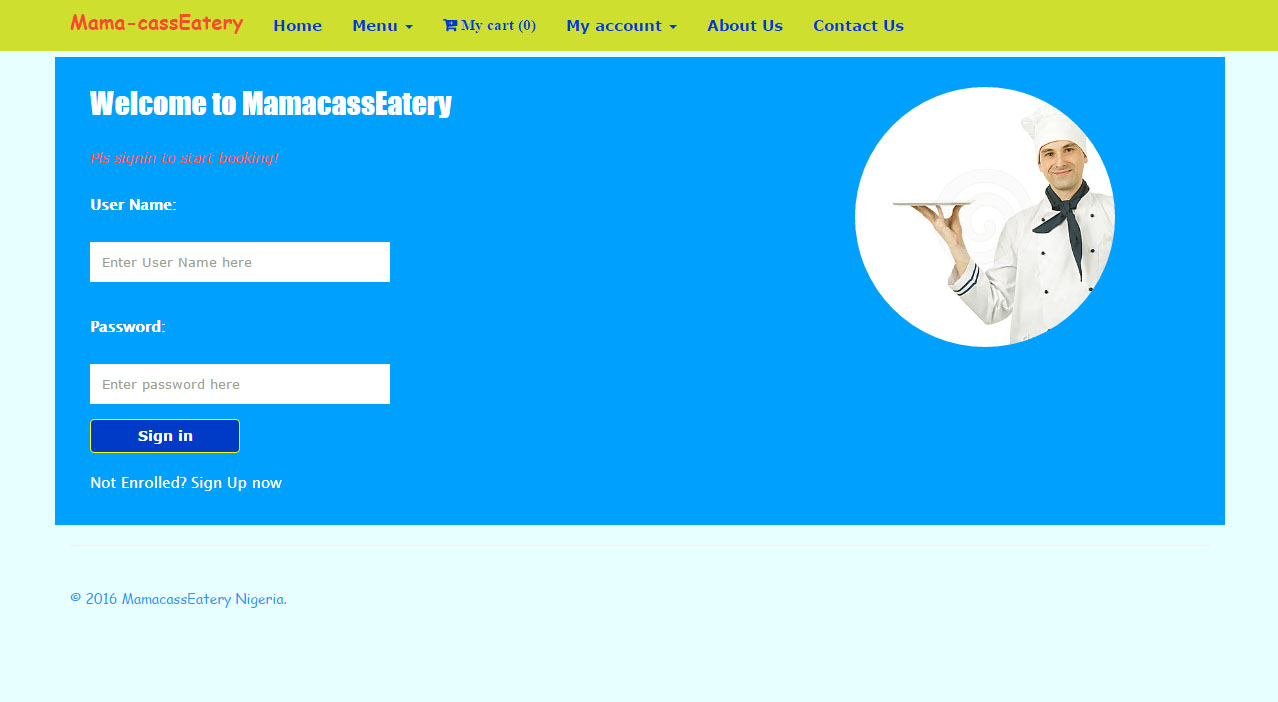 Mama-cassEatery Home Menu My cart (0) My account About Us Contact Us
Welcome to MamacassEatery
Pls signin to start booking!
User Name:
Enter User Name here
Password:
Enter password here
Sign in
Not Enrolled? Sign Up now
© 2016 MamacassEatery Nigeria.